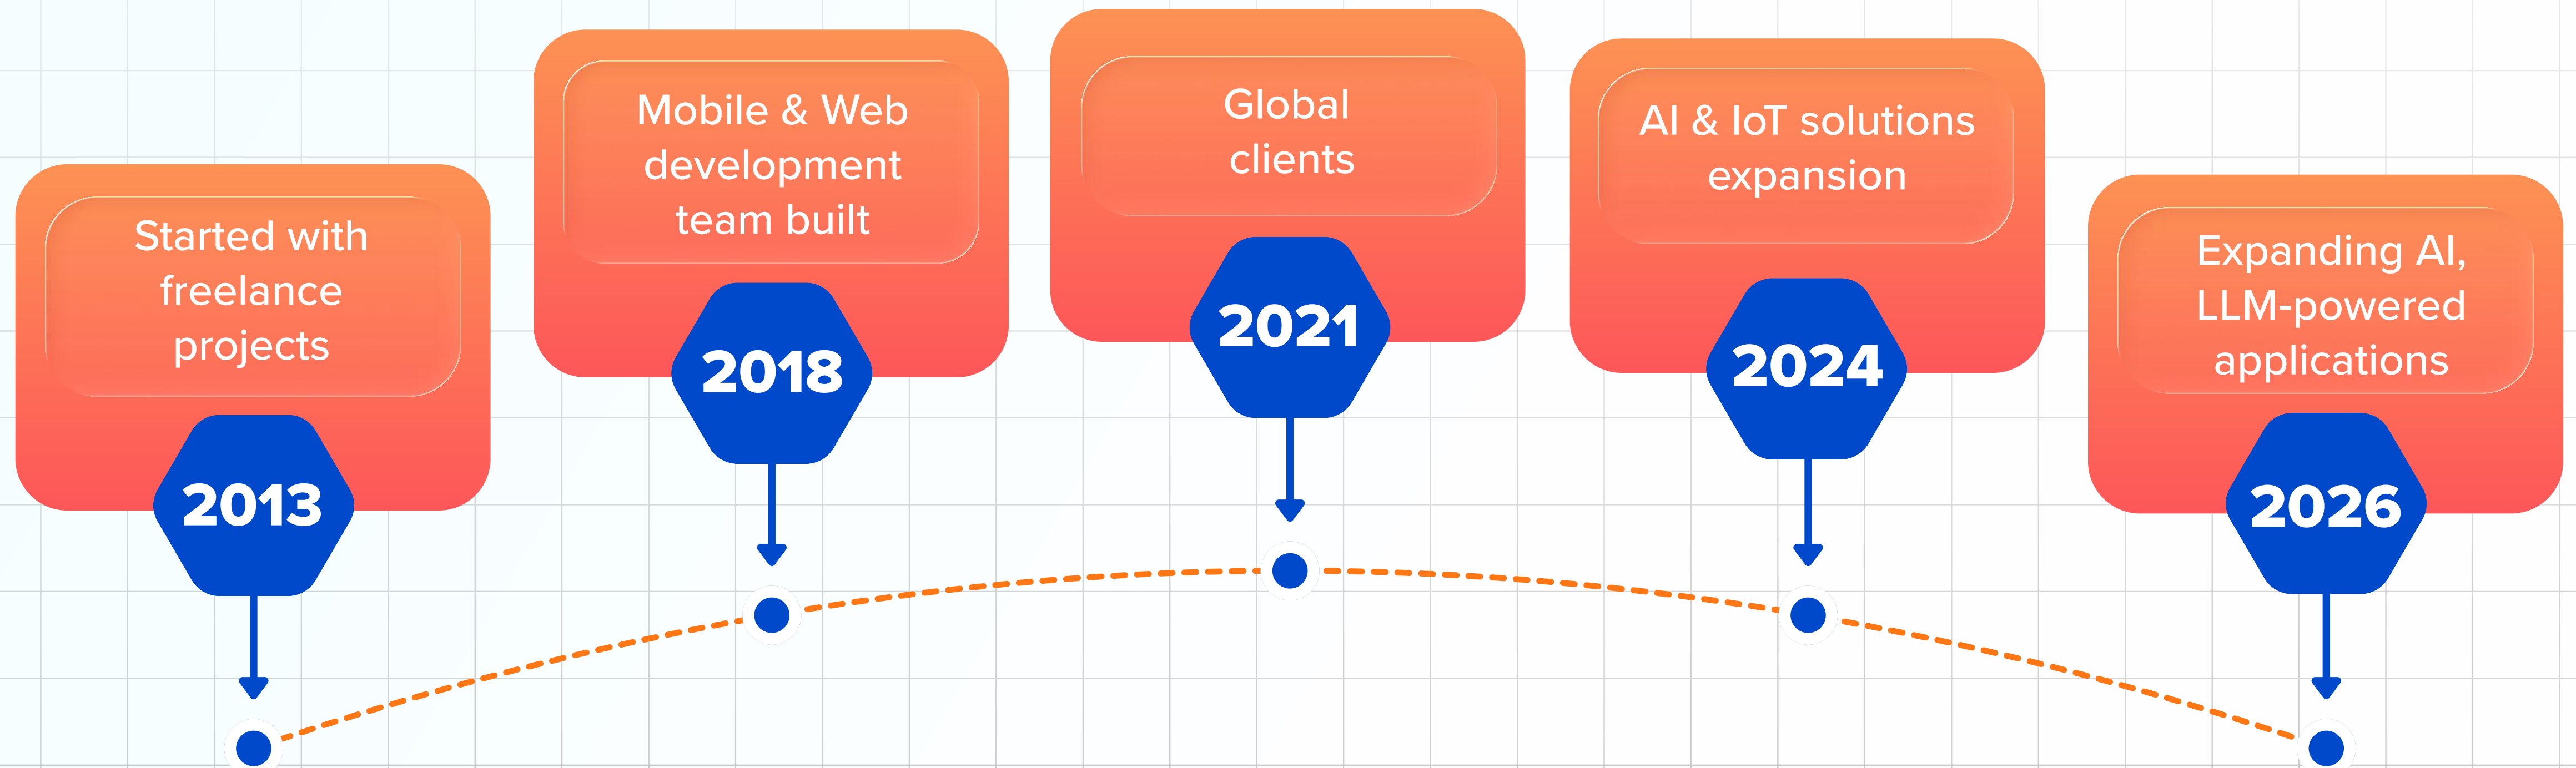 Started with
freelance
projects
2013
Mobile & Web
development
team built
2018
Global
clients
2021
AI & IoT solutions
expansion
2024
Expanding AI,
LLM-powered
applications
2026